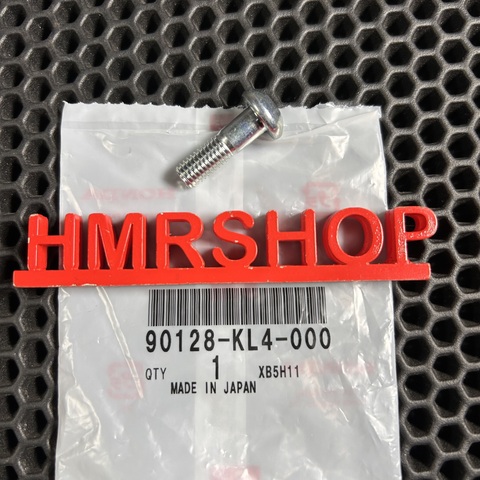 HMRSHOP
90128-KL4-000
QTY 1 XB5H11
MADE IN JAPAN